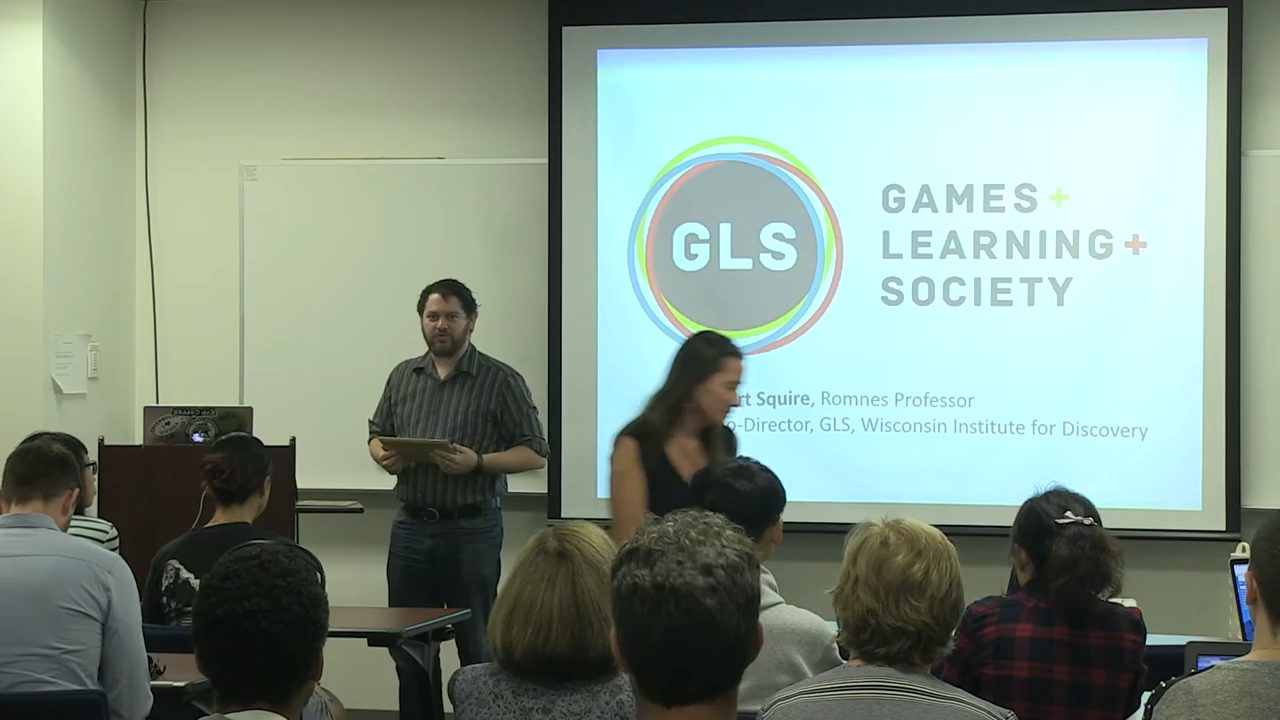 GLS
GAMES+
LEARNING+
SOCIETY
rt Squire, Romnes Professor
o-Director, GLS, Wisconsin Institute for Discovery